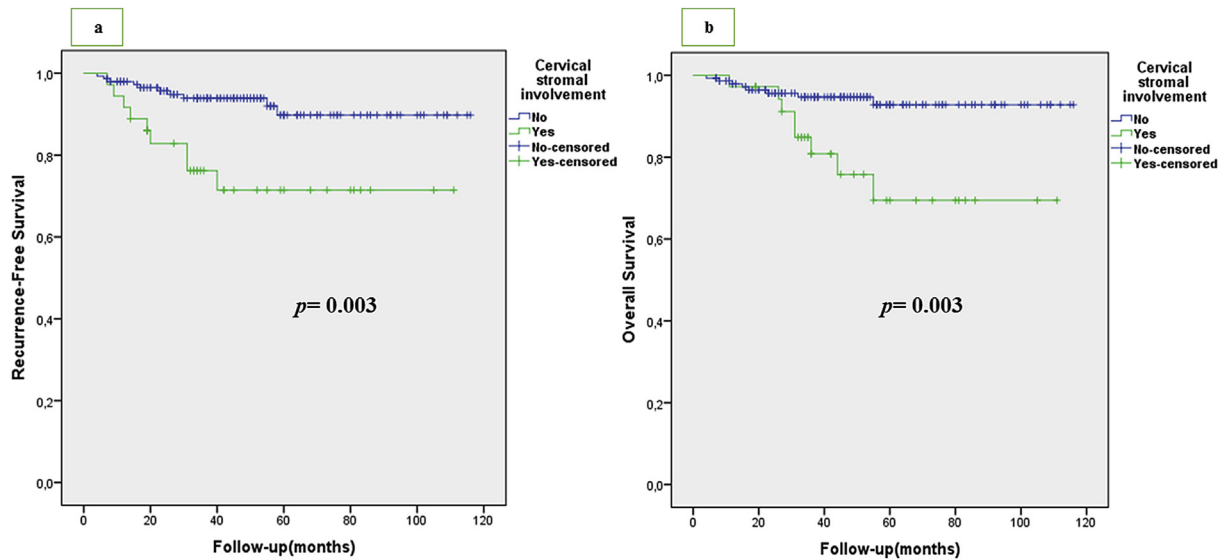 a
1,0
0,8
0,6
0,4
0,2
0,0
Recurrence-Free Survival
p= 0.003
0 20 40 60 80 100 120
Follow-up(months)
Cervical
stromal
involvement
No
Yes
No-censored
Yes-censored
b
1,0
0,8
0,6
0,4
0,2
0,0
Overall Survival
p= 0.003
0 20 40 60 80 100 120
Follow-up(months)
Cervical
stromal
involvement
No
Yes
No-censored
Yes-censored